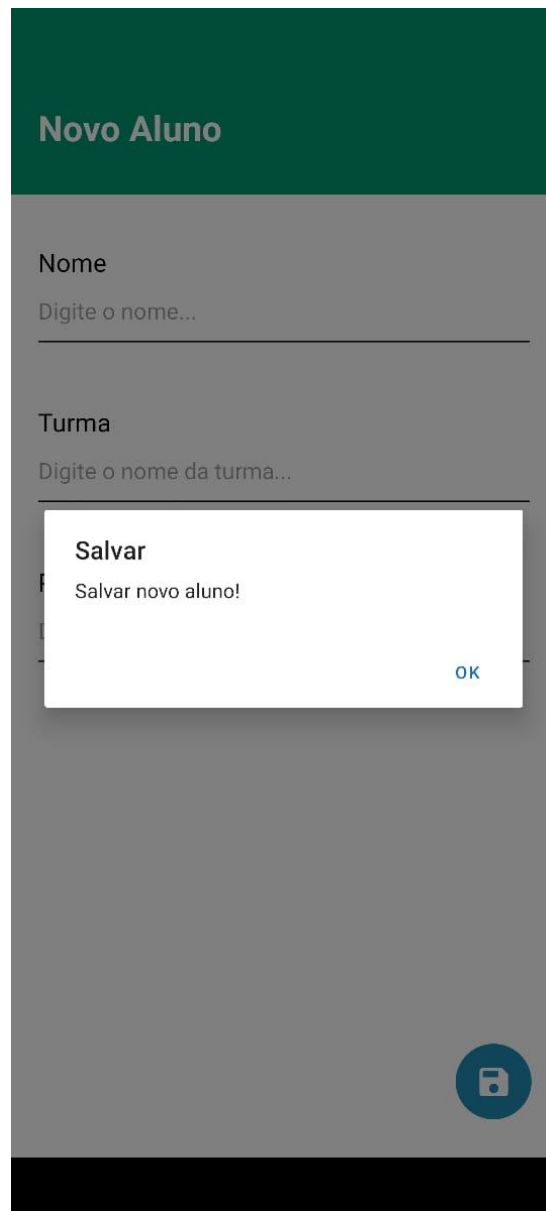 Novo Aluno
Nome
Digite o nome...
Turma
Digite o nome da turma...
Salvar
Salvar novo aluno!
OK